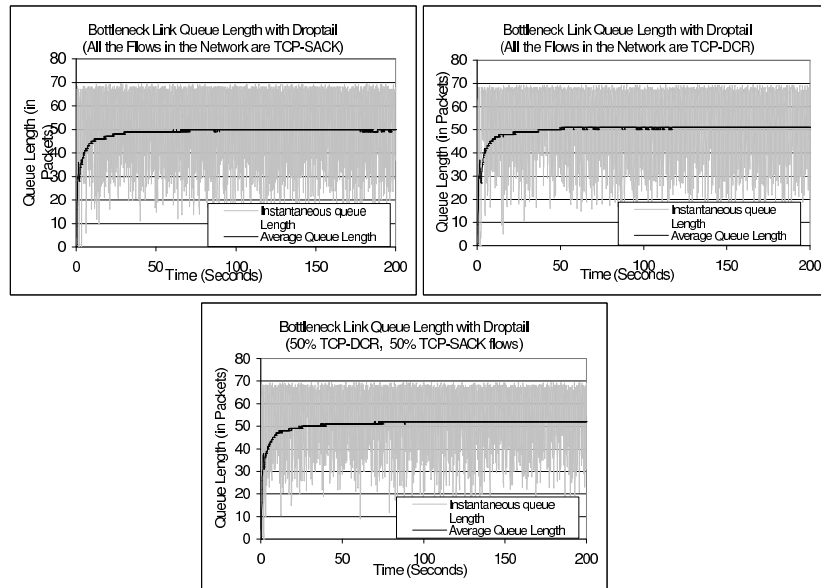 Bottleneck Link Queue Length with Droptail
(All the Flows in the Network are TCP-SACK)
Queue Length (in
Packets)
80
70
60
50
40
30
20
10
0
Instantaneous queue
Length
Average Queue Length
0
50
100
150
200
Time (Seconds)
Bottleneck Link Queue Length with Droptail
(All the Flows in the Network are TCP-DCR)
Queue Length (in Packets)
80
70
60
50
40
30
20
10
0
Instantaneous queue
Length
Average Queue Length
0
50
100
150
200
Time (Seconds)
Bottleneck Link Queue Length with Droptail
(50% TCP-DCR, 50% TCP-SACK flows)
Queue Length (in Packets)
80
70
60
50
40
30
20
10
0
Instantaneous queue
Length
Average Queue Length
0
50
100
150
200
Time (Seconds)